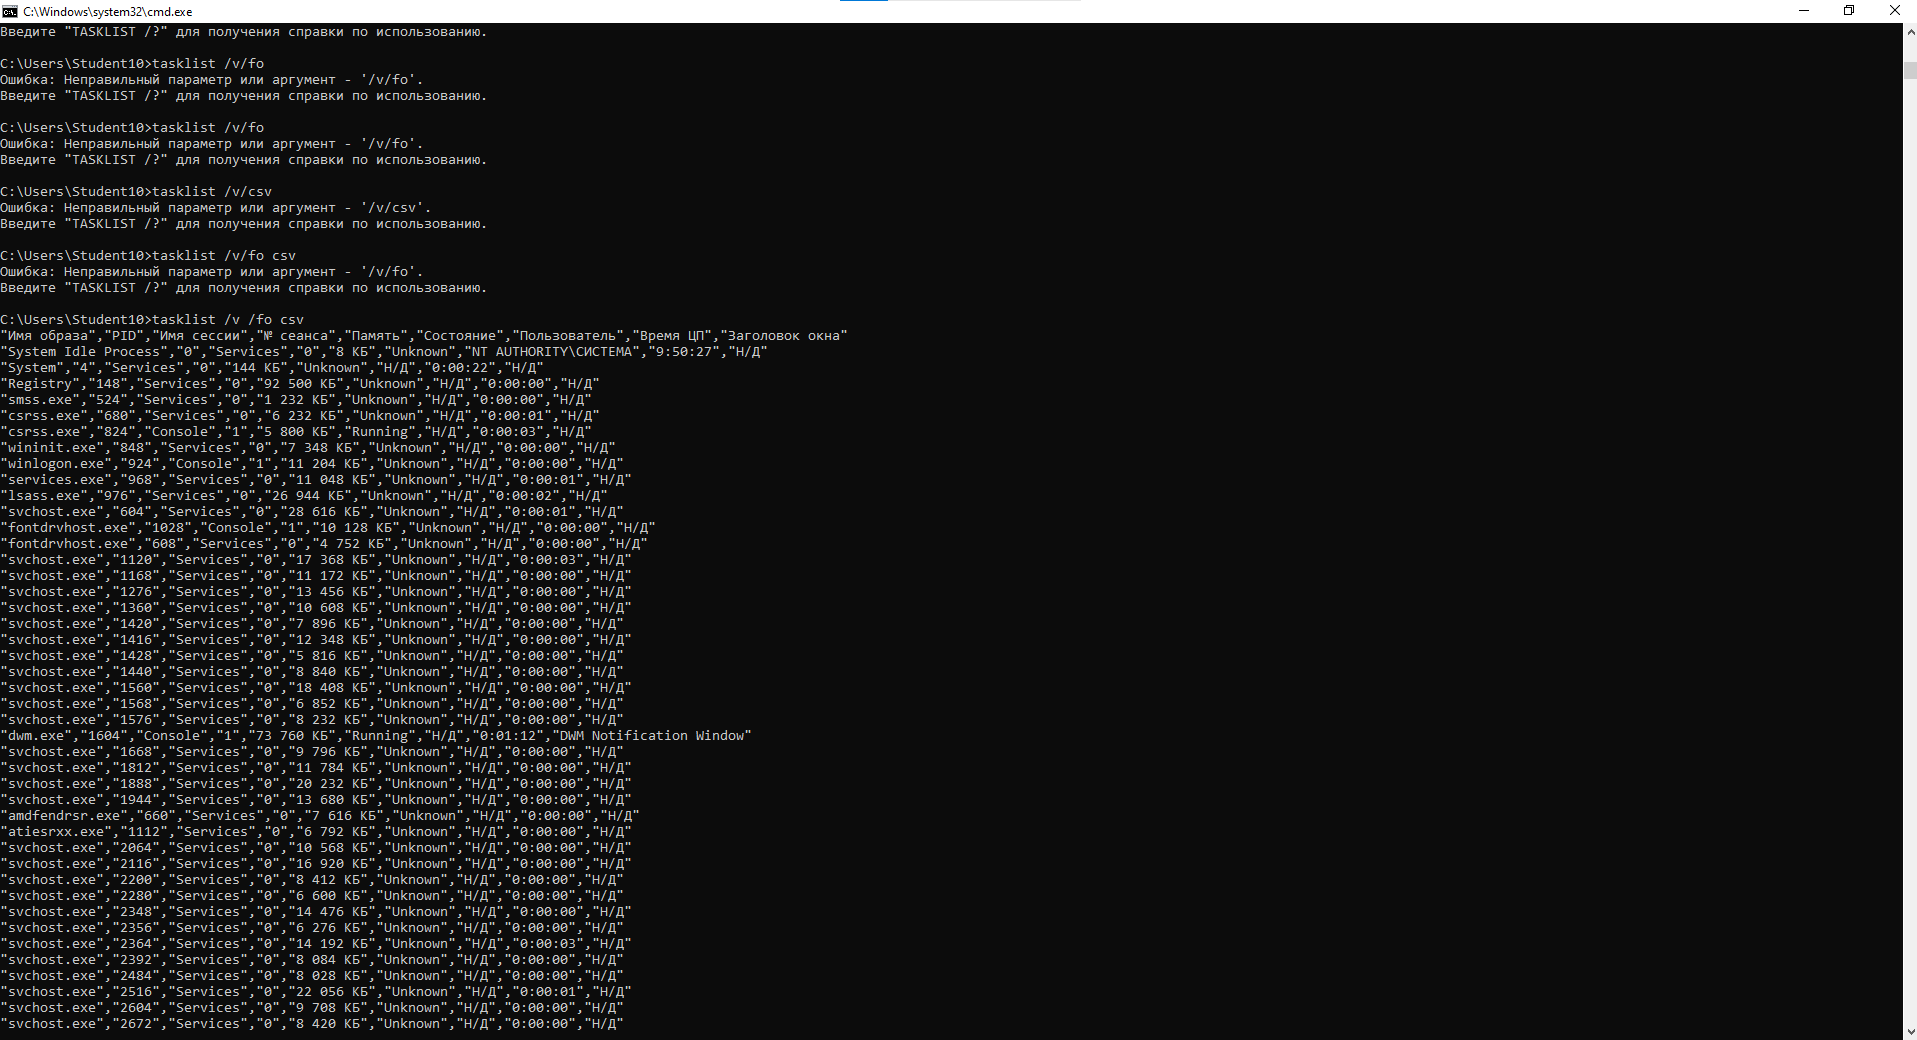 C:\Windows\system32\cmd.exe
Введите "TASKLIST /?" для получения справки по использованию.
C:\Users\Student10>tasklist /v/fo
Ошибка: Неправильный параметр или аргумент - '/v/fo'.
Введите "TASKLIST /?" для получения справки по использованию.
C:\Users\Student10>tasklist /v/fo
Ошибка: Неправильный параметр или аргумент - '/v/fo'.
Введите "TASKLIST /?" для получения справки по использованию.
C:\Users\Student10>tasklist /v/csv
Ошибка: Неправильный параметр или аргумент - '/v/csv'.
Введите "TASKLIST /?" для получения справки по использованию.
C:\Users\Student10>tasklist /v/fo csv
Ошибка: Неправильный параметр или аргумент - '/v/fo'.
Введите "TASKLIST /?" для получения справки по использованию.
C:\Users\Student10>tasklist /v /fo csv
"Имя образа","PID","Имя сессии","№ сеанса","Память","Состояние","Пользователь","Время ЦП","Заголовок окна"
"System Idle Process","0","Services","0","8 КБ","Unknown","NT AUTHORITY\СИСТЕМА","9:50:27","Н/Д"
"System","4","Services","0","144 КБ","Unknown","Н/Д","0:00:22","Н/Д"
"Registry","148","Services","0","92 500 КБ","Unknown","Н/Д","0:00:00","Н/Д"
"smss.exe","524","Services","0","1 232 КБ","Unknown","Н/Д","0:00:00","Н/Д"
"csrss.exe","680","Services","0","6 232 КБ","Unknown","Н/Д","0:00:01","Н/Д"
"csrss.exe","824","Console","1","5 800 КБ","Running","Н/Д","0:00:03","Н/Д"
"wininit.exe","848","Services","0","7 348 КБ","Unknown","Н/Д","0:00:00","Н/Д"
"winlogon.exe","924","Console","1","11 204 КБ","Unknown","Н/Д","0:00:00","Н/Д"
"services.exe","968","Services","0","11 048 КБ","Unknown","Н/Д","0:00:01","Н/Д"
"lsass.exe","976","Services","0","26 944 КБ","Unknown","Н/Д","0:00:02","Н/Д"
"svchost.exe","604","Services","0","28 616 КБ","Unknown","Н/Д","0:00:01","Н/Д"
"fontdrvhost.exe","1028","Console","1","10 128 КБ","Unknown","Н/Д","0:00:00","Н/Д"
"fontdrvhost.exe","608","Services","0","4 752 КБ","Unknown","Н/Д","0:00:00","Н/Д"
"svchost.exe","1120","Services","0","17 368 КБ","Unknown","Н/Д","0:00:03","Н/Д"
"svchost.exe","1168","Services","0","11 172 КБ","Unknown","Н/Д","0:00:00","Н/Д"
"svchost.exe","1276","Services","0","13 456 КБ","Unknown","Н/Д","0:00:00","Н/Д"
"svchost.exe","1360","Services","0","10 608 КБ","Unknown","Н/Д","0:00:00","Н/Д"
"svchost.exe","1420","Services","0","7 896 КБ","Unknown","Н/Д","0:00:00","Н/Д"
"svchost.exe","1416","Services","0","12 348 КБ","Unknown","Н/Д","0:00:00","Н/Д"
"svchost.exe","1428","Services","0","5 816 КБ","Unknown","Н/Д","0:00:00","Н/Д"
"svchost.exe","1440","Services","0","8 840 КБ","Unknown","Н/Д","0:00:00","Н/Д"
"svchost.exe","1560","Services","0","18 408 КБ","Unknown","Н/Д","0:00:00","Н/Д"
"svchost.exe","1568","Services","0","6 852 КБ","Unknown","Н/Д","0:00:00","Н/Д"
"svchost.exe","1576","Services","0","8 232 КБ","Unknown","Н/Д","0:00:00","Н/Д"
"dwm.exe","1604","Console","1","73 760 КБ","Running","Н/Д","0:01:12","DWM Notification Window"
"svchost.exe","1668","Services","0","9 796 КБ","Unknown","Н/Д","0:00:00","Н/Д"
"svchost.exe","1812","Services","0","11 784 КБ","Unknown","Н/Д","0:00:00","Н/Д"
"svchost.exe","1888","Services","0","20 232 КБ","Unknown","Н/Д","0:00:00","Н/Д"
"svchost.exe","1944","Services","0","13 680 КБ","Unknown","Н/Д","0:00:00","Н/Д"
"amdfendrsr.exe","660","Services","0","7 616 КБ","Unknown","Н/Д","0:00:00","Н/Д"
"atiesrxx.exe","1112","Services","0","6 792 КБ","Unknown","Н/Д","0:00:00","Н/Д"
"svchost.exe","2064","Services","0","10 568 КБ","Unknown","Н/Д","0:00:00","Н/Д"
"svchost.exe","2116","Services","0","16 920 КБ","Unknown","Н/Д","0:00:00","Н/Д"
"svchost.exe","2200","Services","0","8 412 КБ","Unknown","Н/Д","0:00:00","Н/Д"
"svchost.exe","2280","Services","0","6 600 КБ","Unknown","Н/Д","0:00:00","Н/Д"
"svchost.exe","2348","Services","0","14 476 КБ","Unknown","Н/Д","0:00:00","Н/Д"
"svchost.exe","2356","Services","0","6 276 КБ","Unknown","Н/Д","0:00:00","Н/Д"
"svchost.exe","2364","Services","0","14 192 КБ","Unknown","Н/Д","0:00:03","Н/Д"
"svchost.exe","2392","Services","0","8 084 КБ","Unknown","Н/Д","0:00:00","Н/Д"
"svchost.exe","2484","Services","0","8 028 КБ","Unknown","Н/Д","0:00:00","Н/Д"
"svchost.exe","2516","Services","0","22 056 КБ","Unknown","Н/Д","0:00:01","Н/Д"
"svchost.exe","2604","Services","0","9 708 КБ","Unknown","Н/Д","0:00:00","Н/Д"
"svchost.exe","2672","Services","0","8 420 КБ","Unknown","Н/Д","0:00:00","Н/Д"